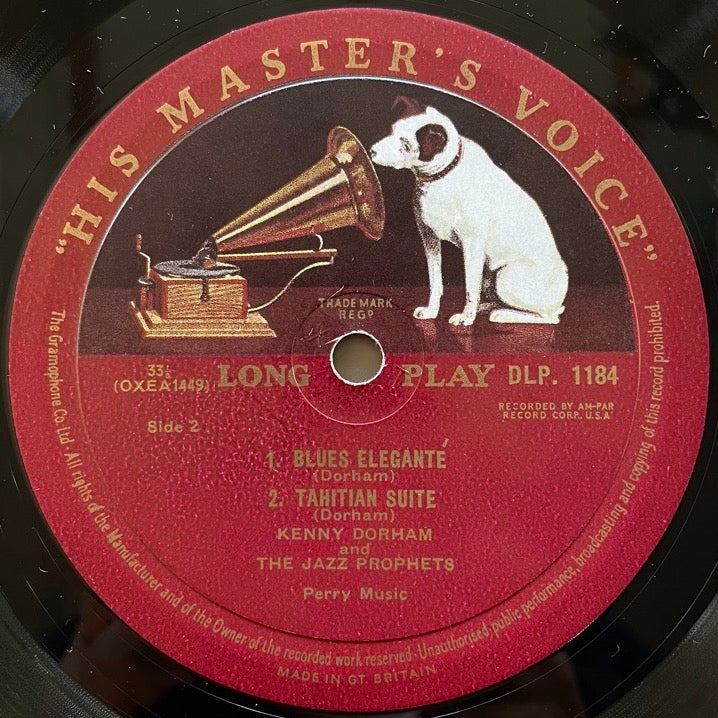 "HIS MASTER'S VOICE"
TRADE MARK
REGD
33⅓
(OXEA1449)
LONG PLAY DLP. 1184
RECORDED BY AM-PAR
RECORD CORP. U.S.A.
Side 2
1. BLUES ELEGANTÉ
(Dorham)
2. TAHITIAN SUITE
(Dorham)
KENNY DORHAM
and
THE JAZZ PROPHETS
Perry Music
The Gramophone Co. Ltd · All rights of the Manufacturer and of the Owner of the recorded work reserved. Unauthorised public performance, broadcasting and copying of this record prohibited.
MADE IN GT. BRITAIN